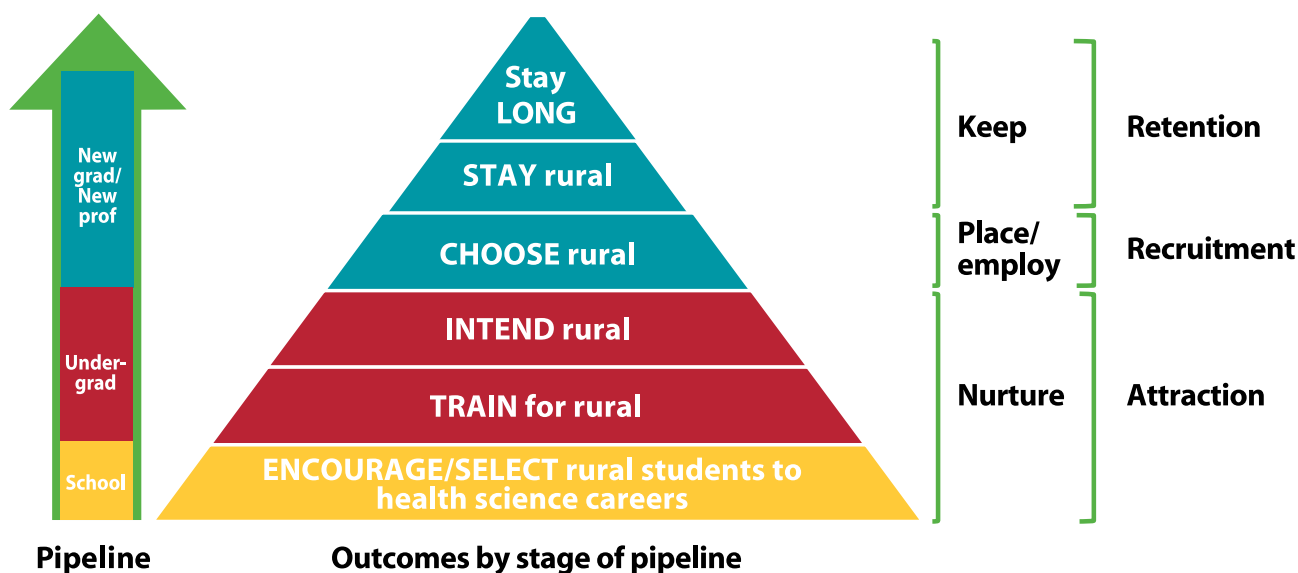 New
grad/
New
prof
Under-
grad
School
Pipeline
Stay
LONG
STAY rural
CHOOSE rural
INTEND rural
TRAIN for rural
ENCOURAGE/SELECT rural students to
health science careers
Outcomes by stage of pipeline
Keep
Place/
employ
Nurture
Retention
Recruitment
Attraction